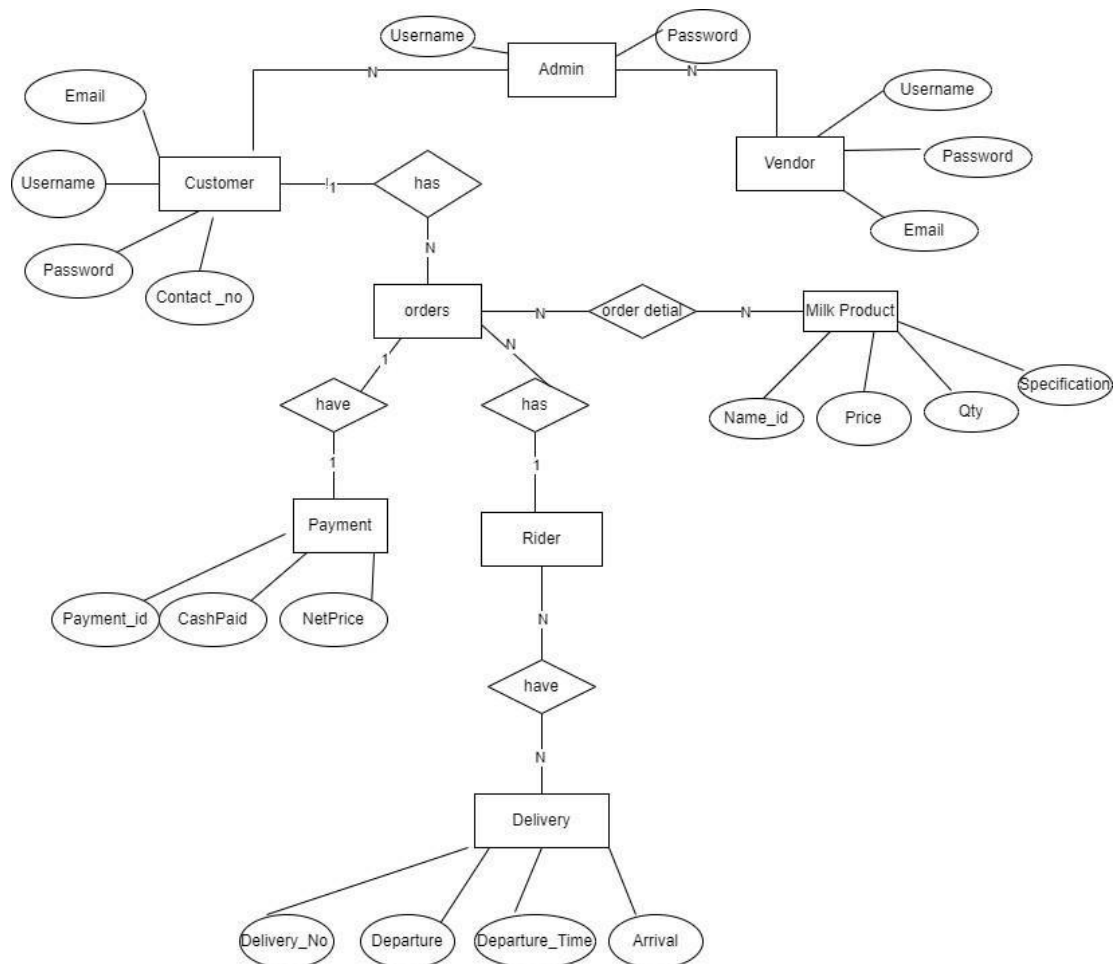 Username
Password
Admin
N
N
Email
Username
Customer
!1
has
Vendor
Username
Password
Email
Password
Contact _no
N
orders
N
order detial
N
Milk Product
1
N
have
has
Name_id
Price
Qty
Specification
1
1
Payment
Rider
Payment_id
CashPaid
NetPrice
N
have
N
Delivery
Delivery_No
Departure
Departure_Time
Arrival